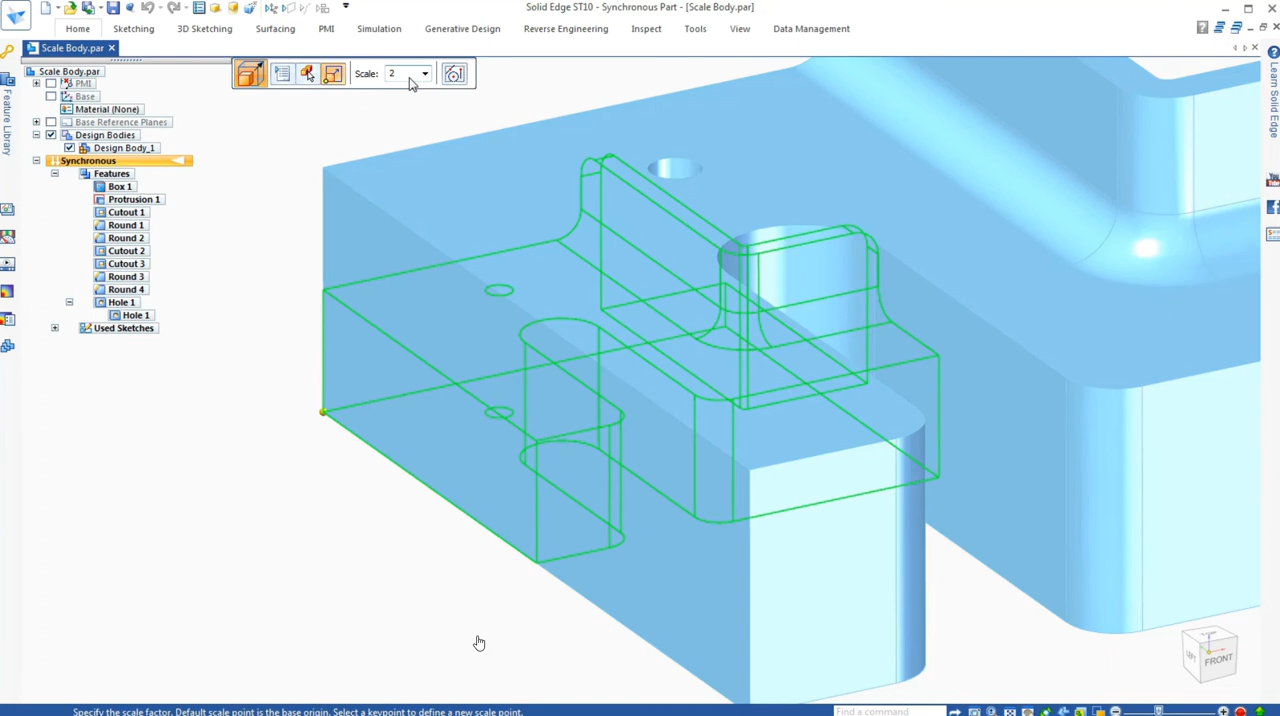 Solid Edge ST10 - Synchronous Part - [Scale Body.par]
Home
Sketching
3D Sketching
Surfacing
PMI
Simulation
Generative Design
Reverse Engineering
Inspect
Tools
View
Data Management
Scale Body.par
Scale Body.par
PMI
Base
Material (None)
Base Reference Planes
Design Bodies
Design Body_1
Synchronous
Features
Box 1
Protrusion 1
Cutout 1
Round 1
Round 2
Cutout 2
Cutout 3
Round 3
Round 4
Hole 1
Hole 1
Used Sketches
Scale: 2
Feature Library
Learn Solid Edge
You
FRONT
LEFT
Specify the scale factor. Default scale point is the base origin. Select a keypoint to define a new scale point.
Find a command